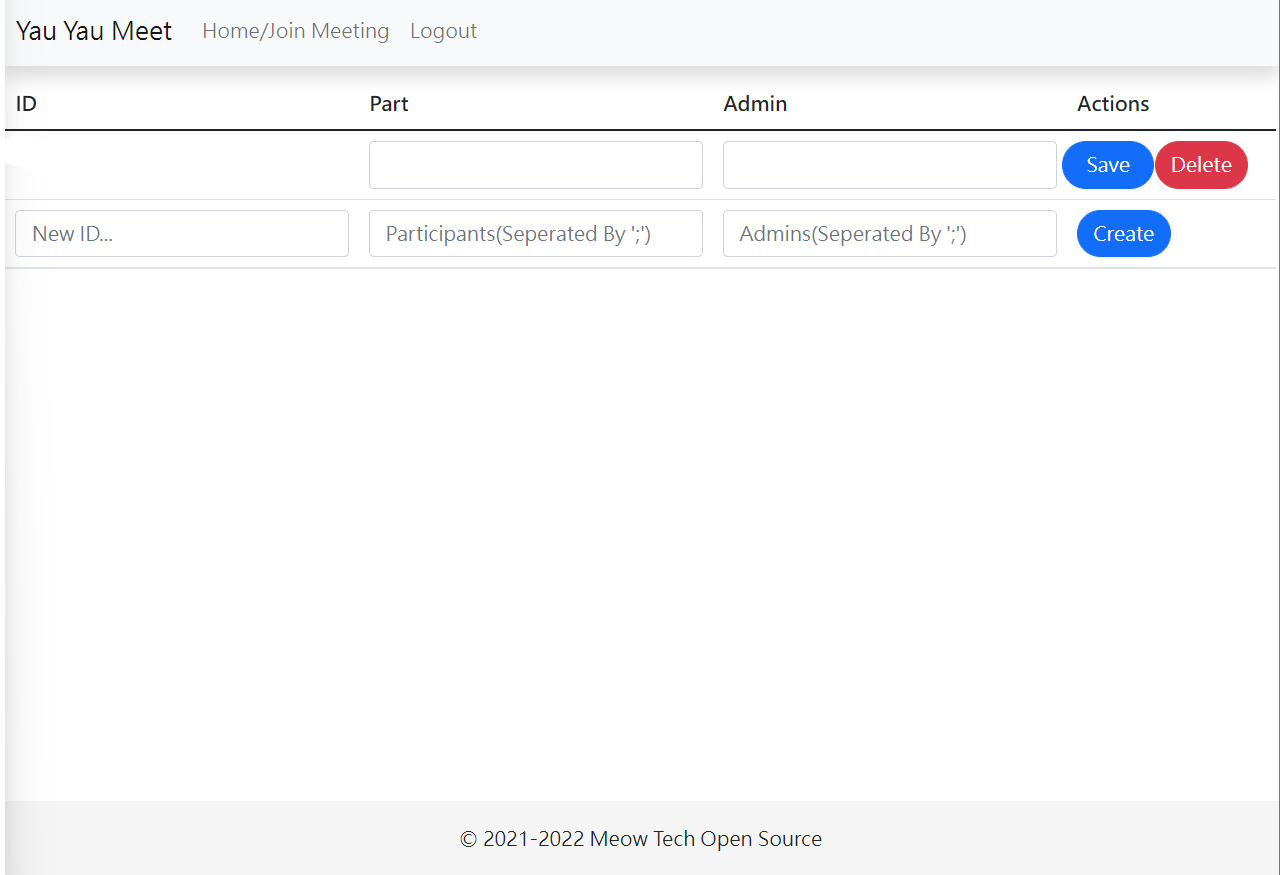 Yau Yau Meet Home/Join Meeting Logout
ID Part Admin Actions
Save Delete
New ID... Participants(Seperated By ';') Admins(Seperated By ';') Create
© 2021-2022 Meow Tech Open Source